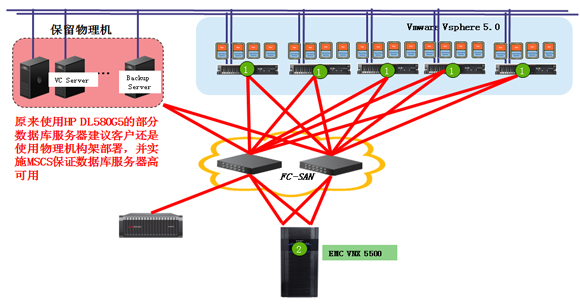 保留物理机
Vmware Vsphere 5.0
1
1
1
1
1
VC Server
...
Backup
Server
原来使用HP DL580G5的部分
数据库服务器建议客户还是
使用物理机构架部署，并实
施MSCS保证数据库服务器高
可用
FC-SAN
2
EMC VNX 5500